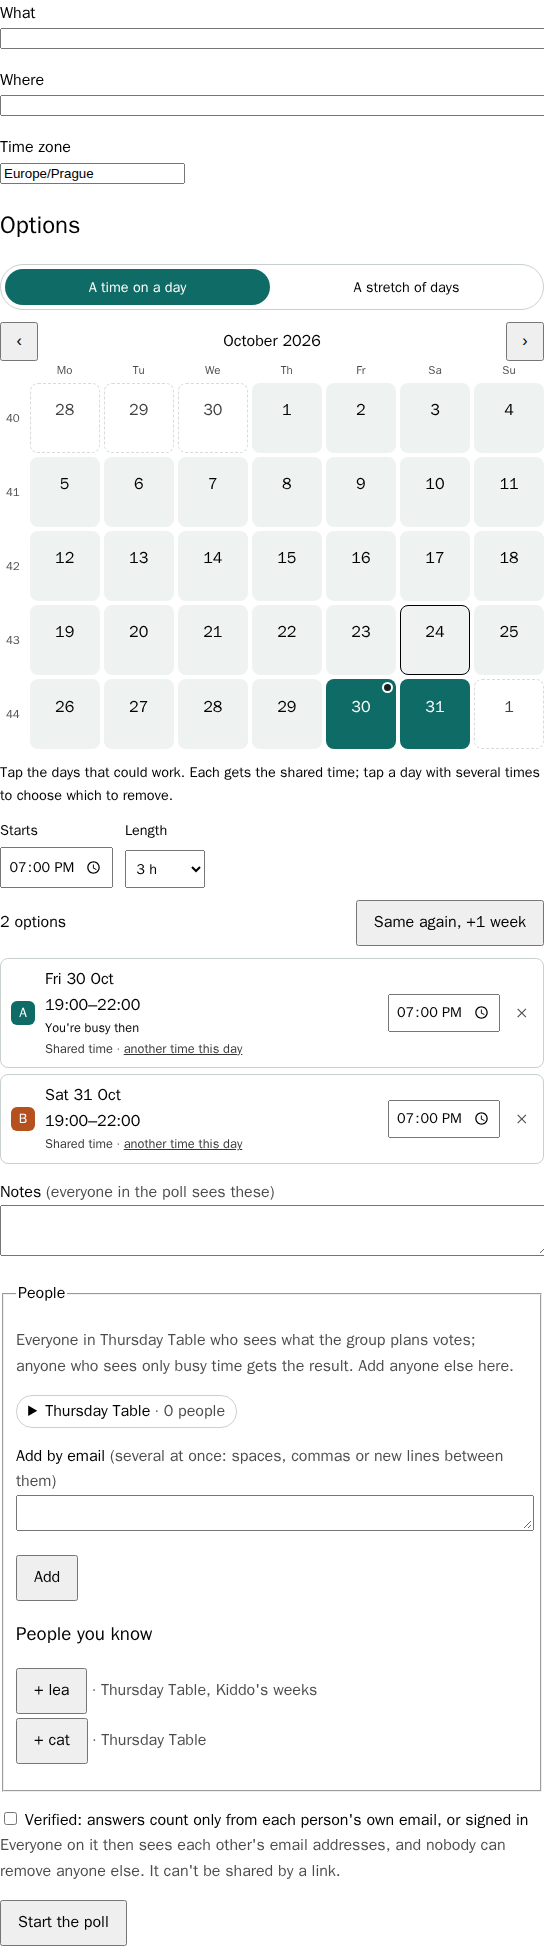 What
Where
Time zone
Europe/Prague
Options
A time on a day
A stretch of days
‹
October 2026
›
Mo Tu We Th Fr Sa Su
40 28 29 30 1 2 3 4
41 5 6 7 8 9 10 11
42 12 13 14 15 16 17 18
43 19 20 21 22 23 24 25
44 26 27 28 29 30 31 1
Tap the days that could work. Each gets the shared time; tap a day with several times
to choose which to remove.
Starts Length
07:00 PM 3 h
2 options
Same again, +1 week
Fri 30 Oct
A 19:00–22:00 07:00 PM ×
You're busy then
Shared time · another time this day
Sat 31 Oct
B 19:00–22:00 07:00 PM ×
Shared time · another time this day
Notes (everyone in the poll sees these)
People
Everyone in Thursday Table who sees what the group plans votes;
anyone who sees only busy time gets the result. Add anyone else here.
▶ Thursday Table · 0 people
Add by email (several at once: spaces, commas or new lines between
them)
Add
People you know
+ lea · Thursday Table, Kiddo's weeks
+ cat · Thursday Table
Verified: answers count only from each person's own email, or signed in
Everyone on it then sees each other's email addresses, and nobody can
remove anyone else. It can't be shared by a link.
Start the poll